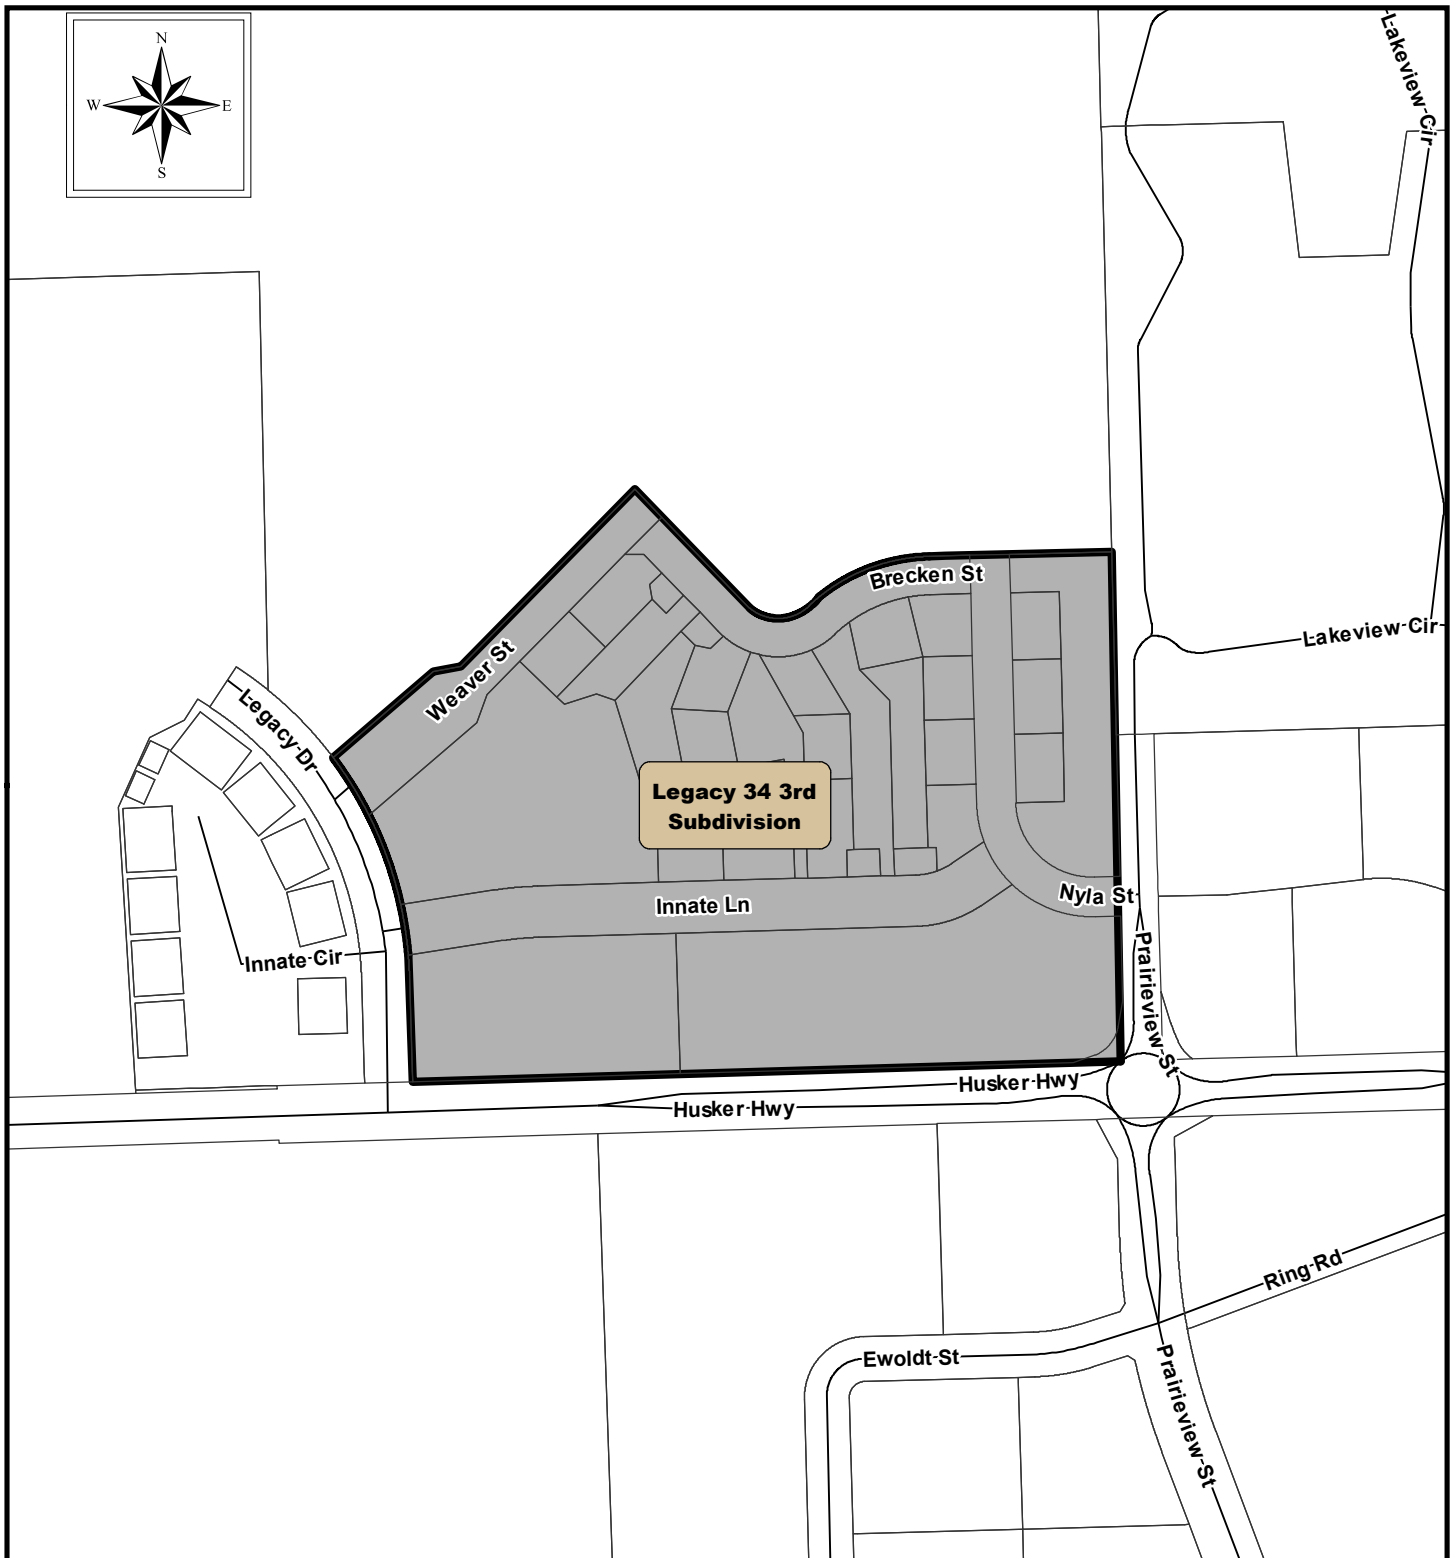 N
W E
S
Lakeview Cir
Brecken St
Lakeview Cir
Weaver St
Legacy Dr
Legacy 34 3rd
Subdivision
Nyla St
Innate Ln
Innate Cir
Prairieview St
Husker Hwy
Husker Hwy
Ring Rd
Ewoldt St
Prairieview St